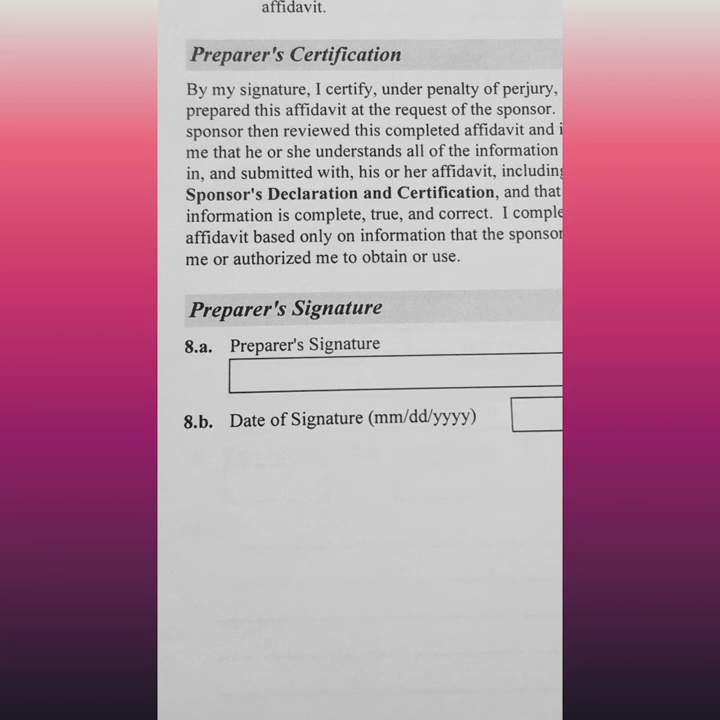 affidavit.
Preparer's Certification
By my signature, I certify, under penalty of perjury,
prepared this affidavit at the request of the sponsor.
sponsor then reviewed this completed affidavit and
me that he or she understands all of the information
in, and submitted with, his or her affidavit,
Sponsor's Declaration and Certification, and that
information is complete, true, and correct. I
affidavit based only on information that the
me or authorized me to obtain or use.
Preparer's Signature
8.a. Preparer's Signature
8.b. Date of Signature (mm/dd/yyyy)